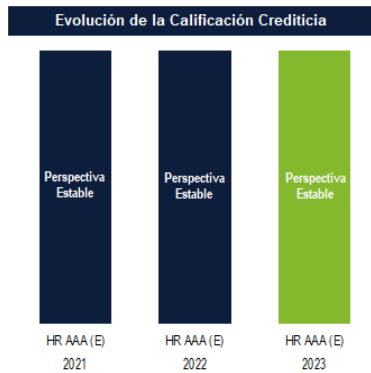 Evolución de la Calificación Crediticia
Perspectiva
Estable
Perspectiva
Estable
Perspectiva
Estable
HR AAA (E)
HR AAA (E)
HR AAA (E)
2021
2022
2023